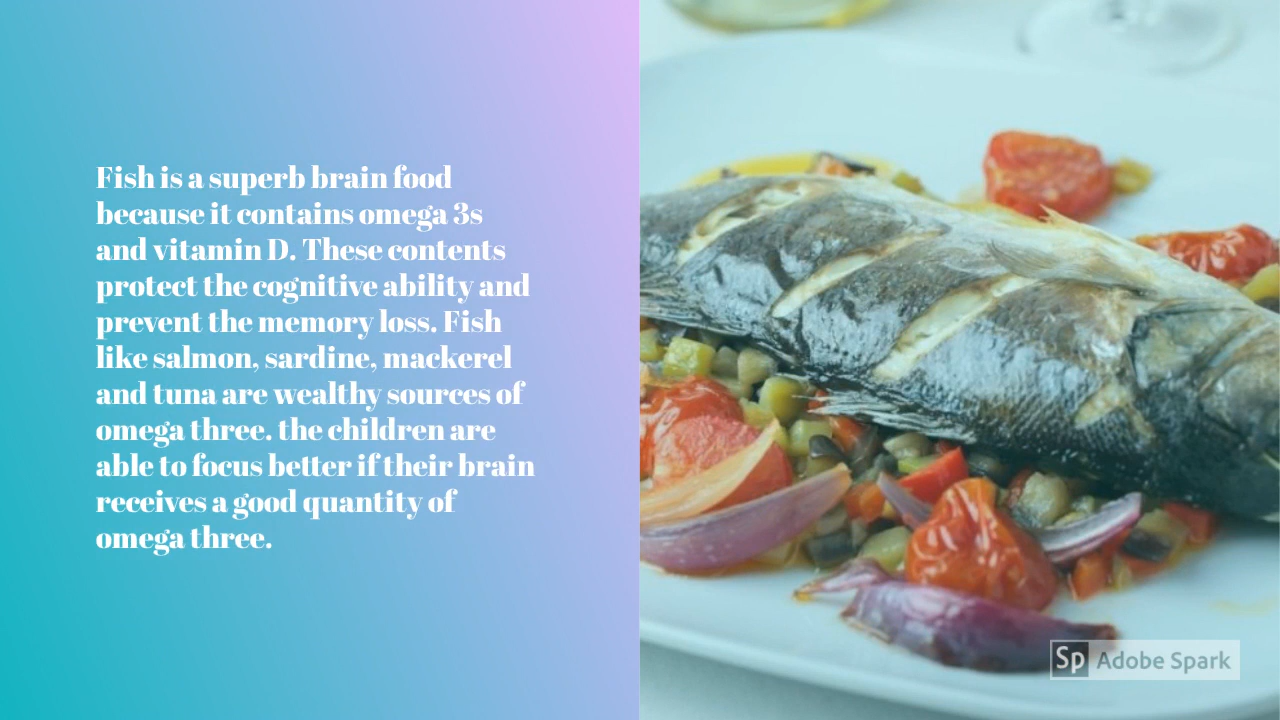 Fish is a superb brain food
because it contains omega 3s
and vitamin D. These contents
protect the cognitive ability and
prevent the memory loss. Fish
like salmon, sardine, mackerel
and tuna are wealthy sources of
omega three. the children are
able to focus better if their brain
receives a good quantity of
omega three.
Sp Adobe Spark